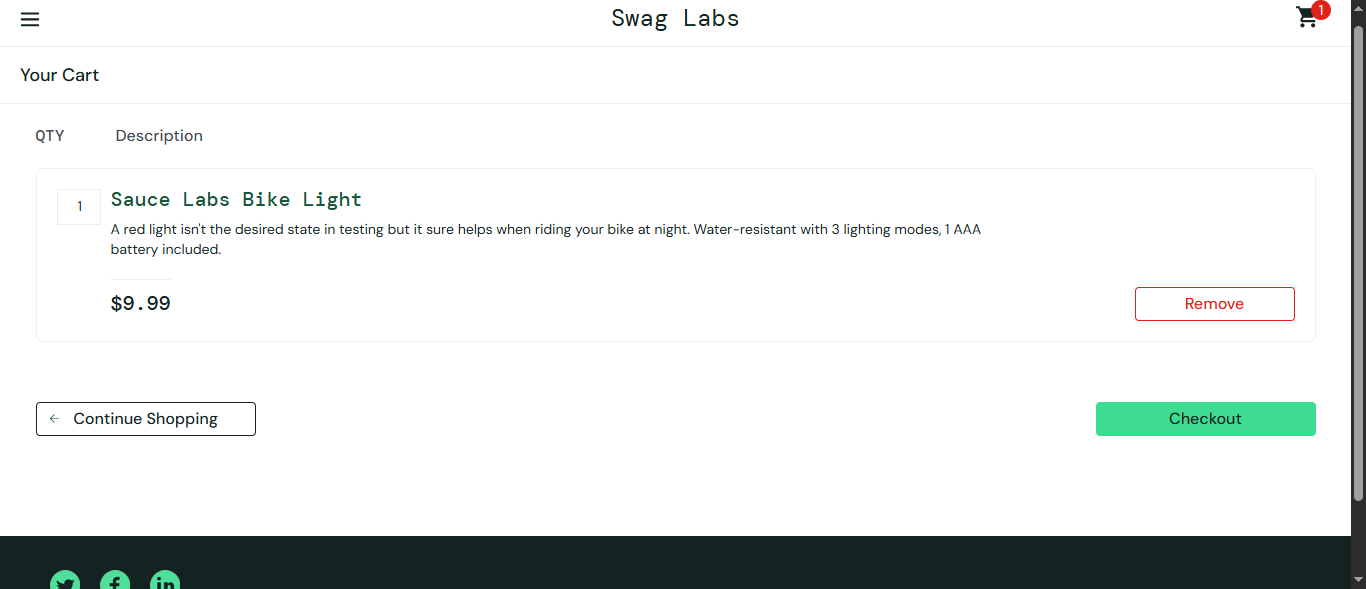 Swag Labs
1
Your Cart
QTY Description
1
Sauce Labs Bike Light
A red light isn't the desired state in testing but it sure helps when riding your bike at night. Water-resistant with 3 lighting modes, 1 AAA
battery included.
$9.99
Remove
Continue Shopping
Checkout
f
in